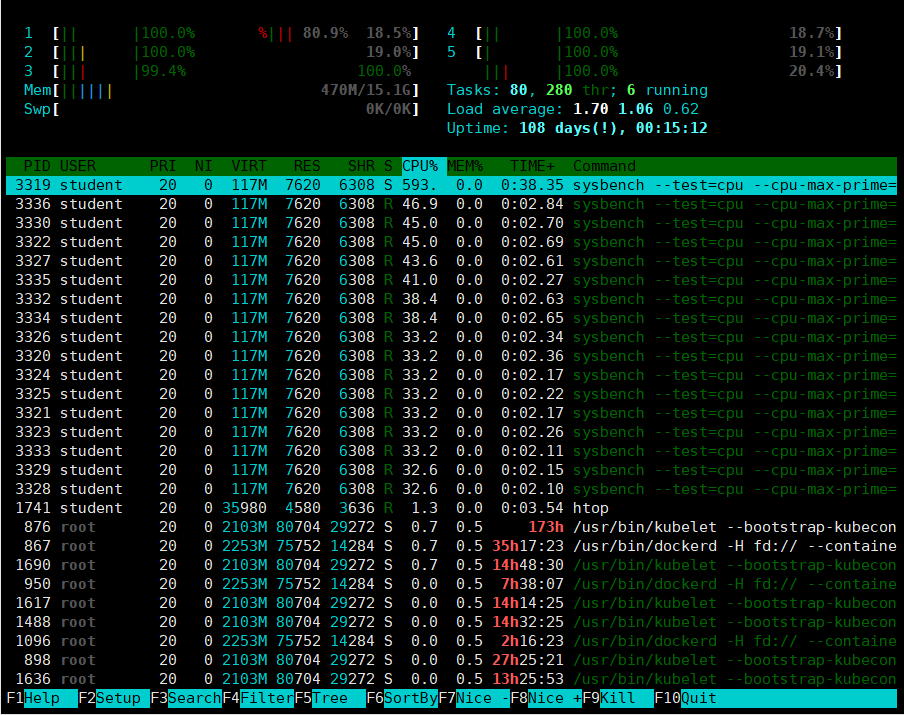 1 [|| |100.0% %||| 80.9% 18.5%] 4 [|| |100.0% 18.7%]
2 [||| |100.0% 19.0%] 5 [| |100.0% 19.1%]
3 [||| |99.4% 100.0% ||| |100.0% 20.4%]
Mem[|||||| 470M/15.1G] Tasks: 80, 280 thr; 6 running
Swp[ 0K/0K] Load average: 1.70 1.06 0.62
Uptime: 108 days(!), 00:15:12
PID USER PRI NI VIRT RES SHR S CPU% MEM% TIME+ Command
3319 student 20 0 117M 7620 6308 S 593. 0.0 0:38.35 sysbench --test=cpu --cpu-max-prime=
3336 student 20 0 117M 7620 6308 R 46.9 0.0 0:02.84 sysbench --test=cpu --cpu-max-prime=
3330 student 20 0 117M 7620 6308 R 45.0 0.0 0:02.70 sysbench --test=cpu --cpu-max-prime=
3322 student 20 0 117M 7620 6308 R 45.0 0.0 0:02.69 sysbench --test=cpu --cpu-max-prime=
3327 student 20 0 117M 7620 6308 R 43.6 0.0 0:02.61 sysbench --test=cpu --cpu-max-prime=
3335 student 20 0 117M 7620 6308 R 41.0 0.0 0:02.27 sysbench --test=cpu --cpu-max-prime=
3332 student 20 0 117M 7620 6308 R 38.4 0.0 0:02.63 sysbench --test=cpu --cpu-max-prime=
3334 student 20 0 117M 7620 6308 R 38.4 0.0 0:02.65 sysbench --test=cpu --cpu-max-prime=
3326 student 20 0 117M 7620 6308 R 33.2 0.0 0:02.34 sysbench --test=cpu --cpu-max-prime=
3320 student 20 0 117M 7620 6308 R 33.2 0.0 0:02.36 sysbench --test=cpu --cpu-max-prime=
3324 student 20 0 117M 7620 6308 R 33.2 0.0 0:02.17 sysbench --test=cpu --cpu-max-prime=
3325 student 20 0 117M 7620 6308 R 33.2 0.0 0:02.22 sysbench --test=cpu --cpu-max-prime=
3321 student 20 0 117M 7620 6308 R 33.2 0.0 0:02.17 sysbench --test=cpu --cpu-max-prime=
3323 student 20 0 117M 7620 6308 R 33.2 0.0 0:02.26 sysbench --test=cpu --cpu-max-prime=
3333 student 20 0 117M 7620 6308 R 33.2 0.0 0:02.11 sysbench --test=cpu --cpu-max-prime=
3329 student 20 0 117M 7620 6308 R 32.6 0.0 0:02.15 sysbench --test=cpu --cpu-max-prime=
3328 student 20 0 117M 7620 6308 R 32.6 0.0 0:02.10 sysbench --test=cpu --cpu-max-prime=
1741 student 20 0 35980 4580 3636 R 1.3 0.0 0:03.54 htop
876 root 20 0 2103M 80704 29272 S 0.7 0.5 173h /usr/bin/kubelet --bootstrap-kubecon
867 root 20 0 2253M 75752 14284 S 0.7 0.5 35h17:23 /usr/bin/dockerd -H fd:// --containe
1690 root 20 0 2103M 80704 29272 S 0.7 0.5 14h48:30 /usr/bin/kubelet --bootstrap-kubecon
950 root 20 0 2253M 75752 14284 S 0.0 0.5 7h38:07 /usr/bin/dockerd -H fd:// --containe
1617 root 20 0 2103M 80704 29272 S 0.0 0.5 14h14:25 /usr/bin/kubelet --bootstrap-kubecon
1488 root 20 0 2103M 80704 29272 S 0.0 0.5 14h32:25 /usr/bin/kubelet --bootstrap-kubecon
1096 root 20 0 2253M 75752 14284 S 0.0 0.5 2h16:23 /usr/bin/dockerd -H fd:// --containe
898 root 20 0 2103M 80704 29272 S 0.0 0.5 27h25:21 /usr/bin/kubelet --bootstrap-kubecon
1636 root 20 0 2103M 80704 29272 S 0.0 0.5 13h25:53 /usr/bin/kubelet --bootstrap-kubecon
F1Help F2Setup F3SearchF4FilterF5Tree F6SortByF7Nice -F8Nice +F9Kill F10Quit